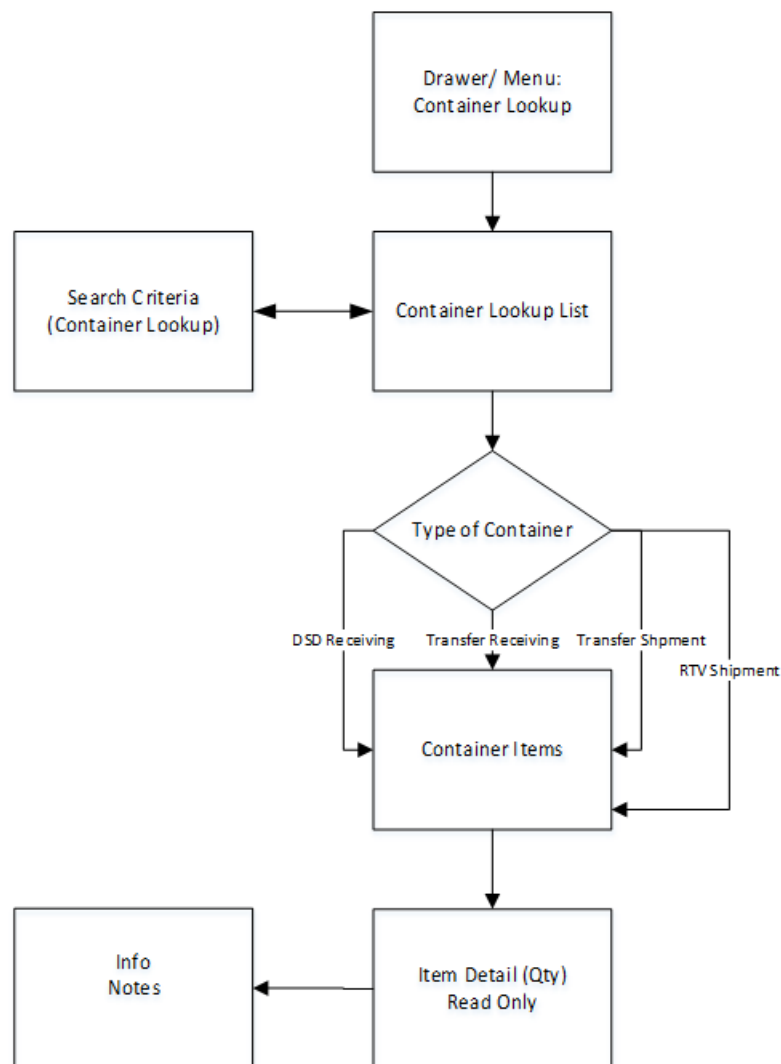 Drawer/ Menu:
Container Lookup
Search Criteria
(Container Lookup)
Container Lookup List
Type of Container
DSD Receiving
Transfer Receiving
Transfer Shpment
RTV Shipment
Container Items
Info
Notes
Item Detail (Qty)
Read Only